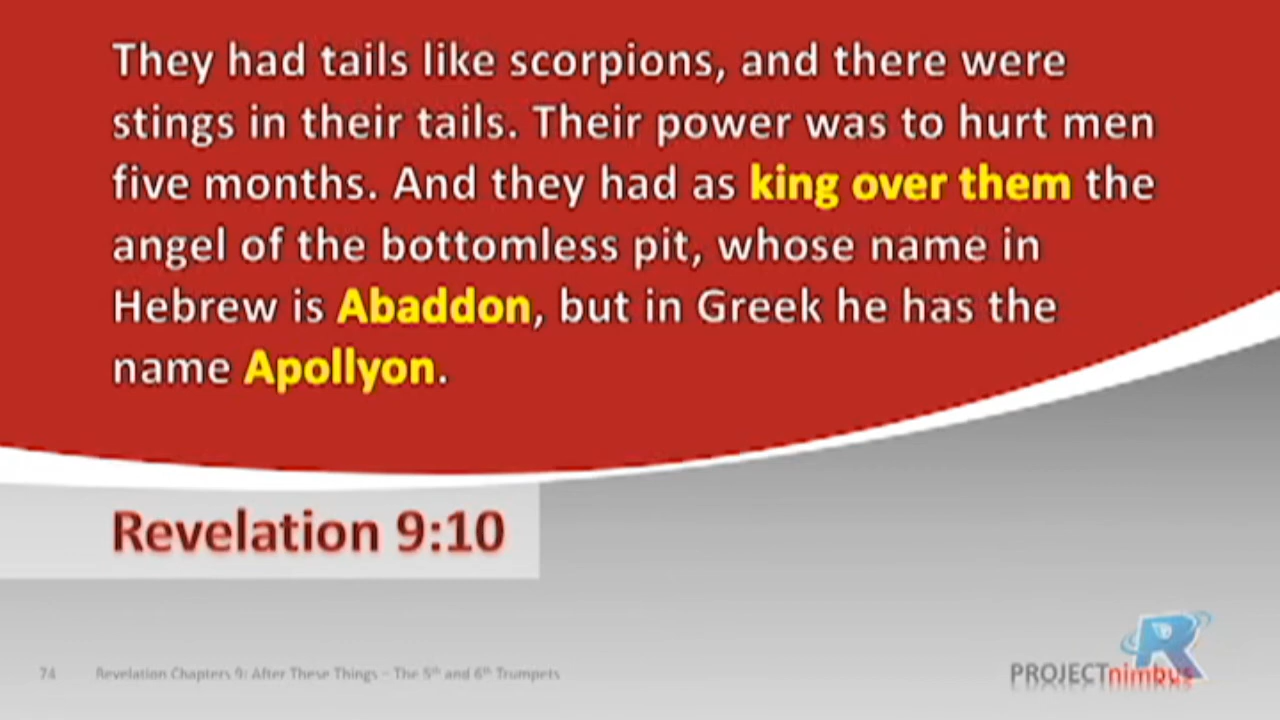 They had tails like scorpions, and there were
stings in their tails. Their power was to hurt men
five months. And they had as king over them the
angel of the bottomless pit, whose name in
Hebrew is Abaddon, but in Greek he has the
name Apollyon.
Revelation 9:10
74 Revelation Chapters 9: After These Things – The 5th and 6th Trumpets
PROJECTnimbus